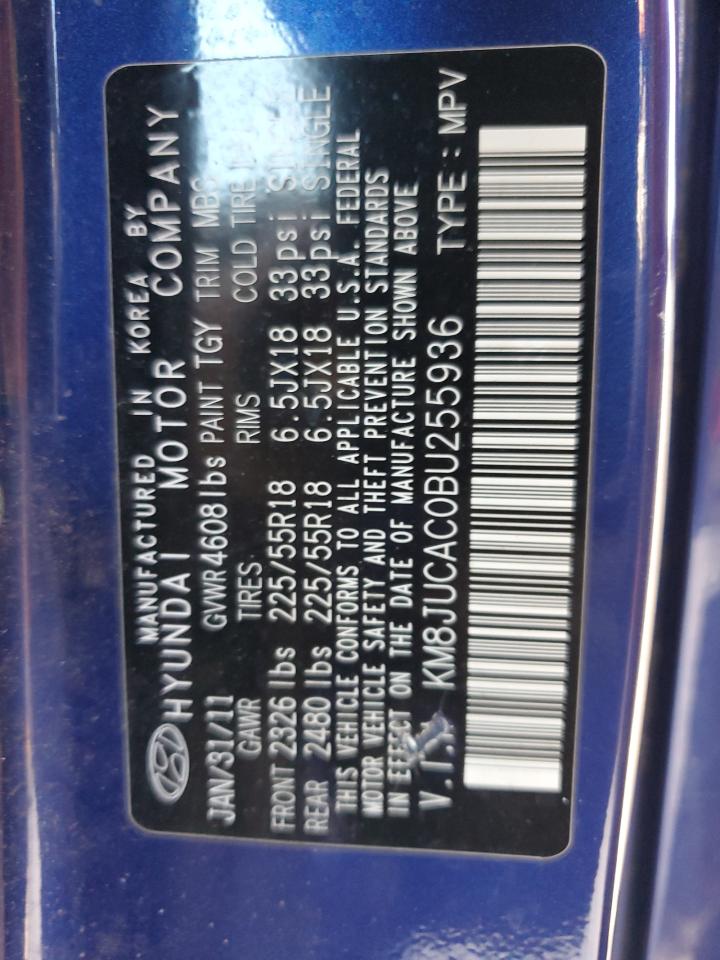 MANUFACTURED IN KOREA BY
HYUNDAI MOTOR COMPANY
JAN/31/11 GVWR 4608 lbs PAINT TGY TRIM
GAWR TIRES RIMS COLD TIRE
FRONT 2326 lbs 225/55R18 6.5JX18 33psi
REAR 2480 lbs 225/55R18 6.5JX18 33psi SINGLE
THIS VEHICLE CONFORMS TO ALL APPLICABLE U.S.A. FEDERAL
MOTOR VEHICLE SAFETY AND THEFT PREVENTION STANDARDS
IN EFFECT ON THE DATE OF MANUFACTURE SHOWN ABOVE
KM8JUCAC0BU255936 TYPE : MPV